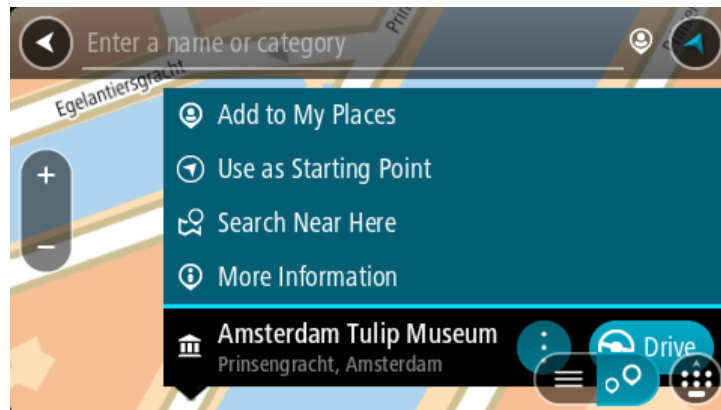 Enter a name or category
Prin
Egelantiersgracht
Add to My Places
Use as Starting Point
+
Search Near Here
−
More Information
Amsterdam Tulip Museum
Prinsengracht, Amsterdam
Drive